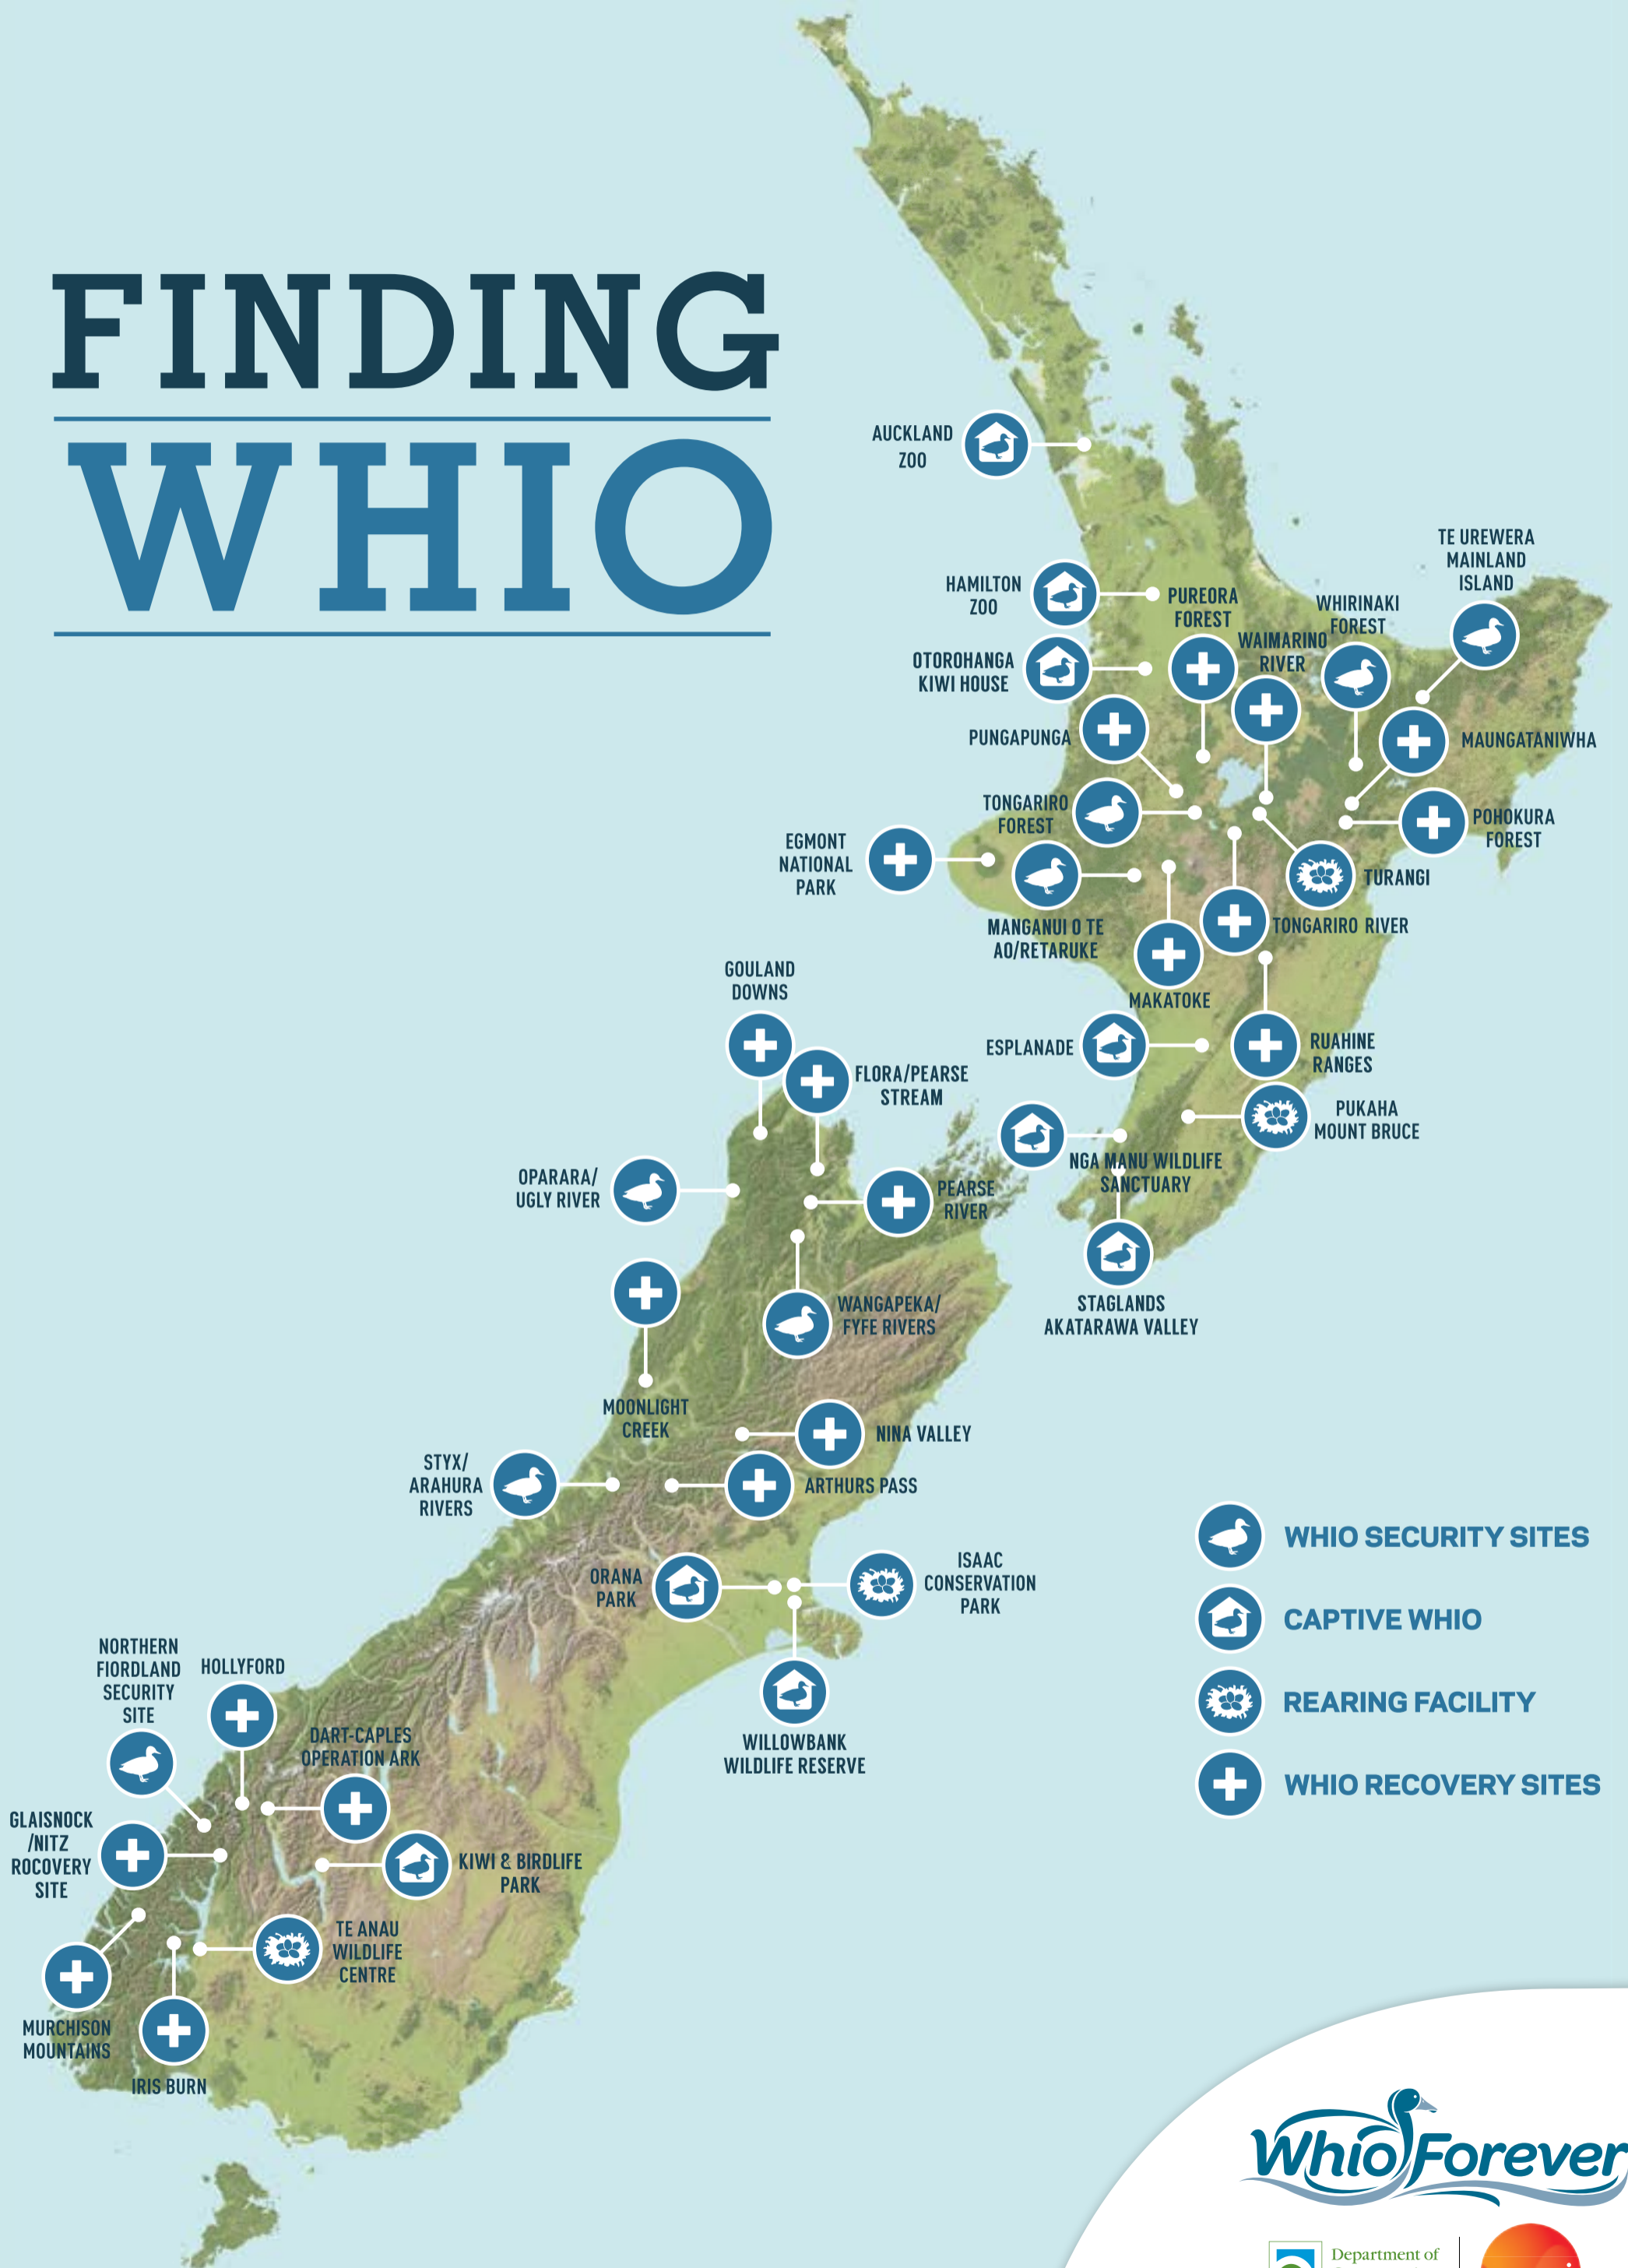 FINDING
WHIO
AUCKLAND
ZOO
HAMILTON
ZOO
OTOROHANGA
KIWI HOUSE
PUREORA
FOREST
WAIMARINO
RIVER
WHIRINAKI
FOREST
TE UREWERA
MAINLAND
ISLAND
PUNGAPUNGA
MAUNGATANIWHA
TONGARIRO
FOREST
POHOKURA
FOREST
EGMONT
NATIONAL
PARK
TURANGI
MANGANUI O TE
AO/RETARUKE
TONGARIRO RIVER
MAKATOKE
GOULAND
DOWNS
ESPLANADE
RUAHINE
RANGES
FLORA/PEARSE
STREAM
PUKAHA
MOUNT BRUCE
NGA MANU WILDLIFE
SANCTUARY
OPARARA/
UGLY RIVER
PEARSE
RIVER
STAGLANDS
AKATARAWA VALLEY
WANGAPEKA/
FYFE RIVERS
MOONLIGHT
CREEK
NINA VALLEY
STYX/
ARAHURA
RIVERS
ARTHURS PASS
ORANA
PARK
ISAAC
CONSERVATION
PARK
WILLOWBANK
WILDLIFE RESERVE
WHIO SECURITY SITES
CAPTIVE WHIO
REARING FACILITY
WHIO RECOVERY SITES
NORTHERN
FIORDLAND
SECURITY
SITE
HOLLYFORD
DART-CAPLES
OPERATION ARK
GLAISNOCK
/NITZ
ROCOVERY
SITE
KIWI & BIRDLIFE
PARK
TE ANAU
WILDLIFE
CENTRE
MURCHISON
MOUNTAINS
IRIS BURN
Whio Forever
Department of